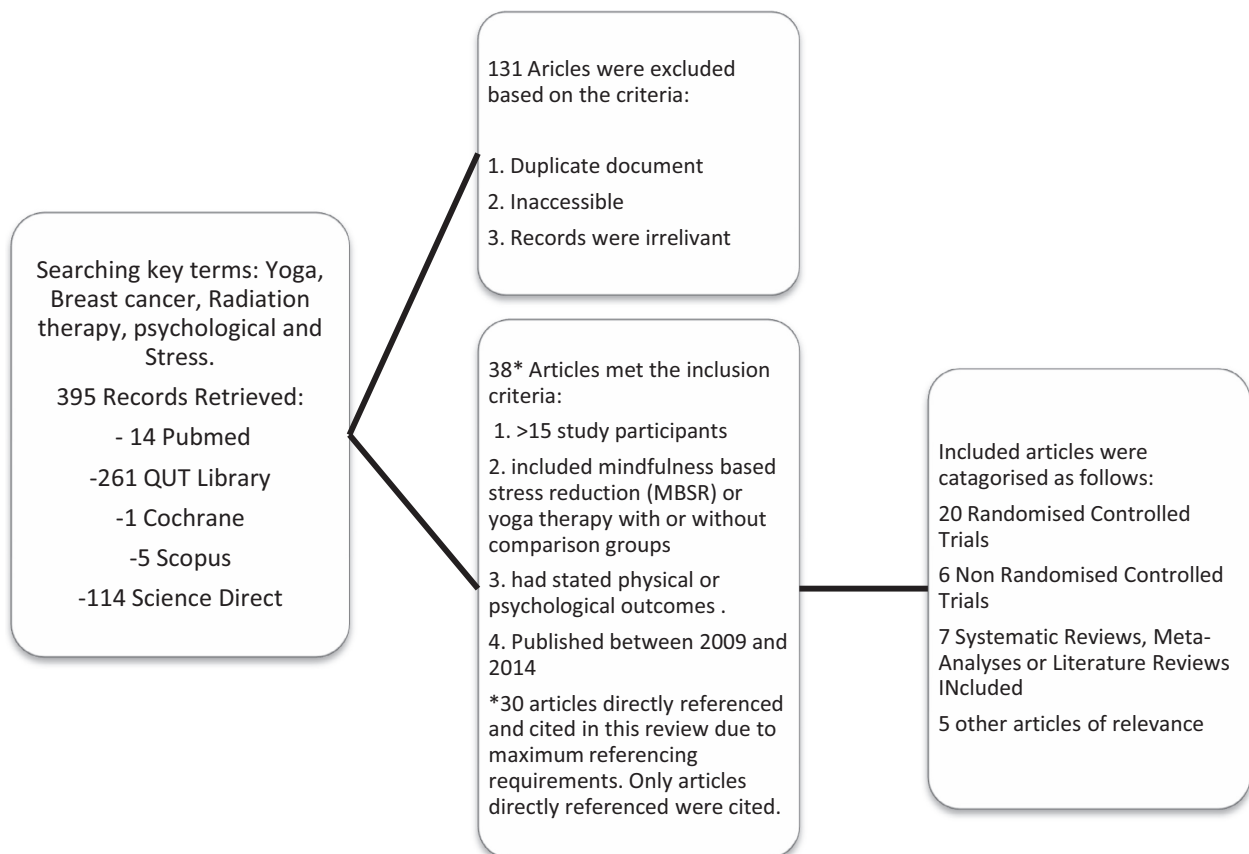 Searching key terms: Yoga,
Breast cancer, Radiation
therapy, psychological and
Stress.
395 Records Retrieved:
- 14 Pubmed
-261 QUT Library
-1 Cochrane
-5 Scopus
-114 Science Direct
131 Aricles were excluded
based on the criteria:
1. Duplicate document
2. Inaccessible
3. Records were irrelivant
38* Articles met the inclusion
criteria:
1. >15 study participants
2. included mindfulness based
stress reduction (MBSR) or
yoga therapy with or without
comparison groups
3. had stated physical or
psychological outcomes .
4. Published between 2009 and
2014
*30 articles directly referenced
and cited in this review due to
maximum referencing
requirements. Only articles
directly referenced were cited.
Included articles were
catagorised as follows:
20 Randomised Controlled
Trials
6 Non Randomised Controlled
Trials
7 Systematic Reviews, Meta-
Analyses or Literature Reviews
INcluded
5 other articles of relevance